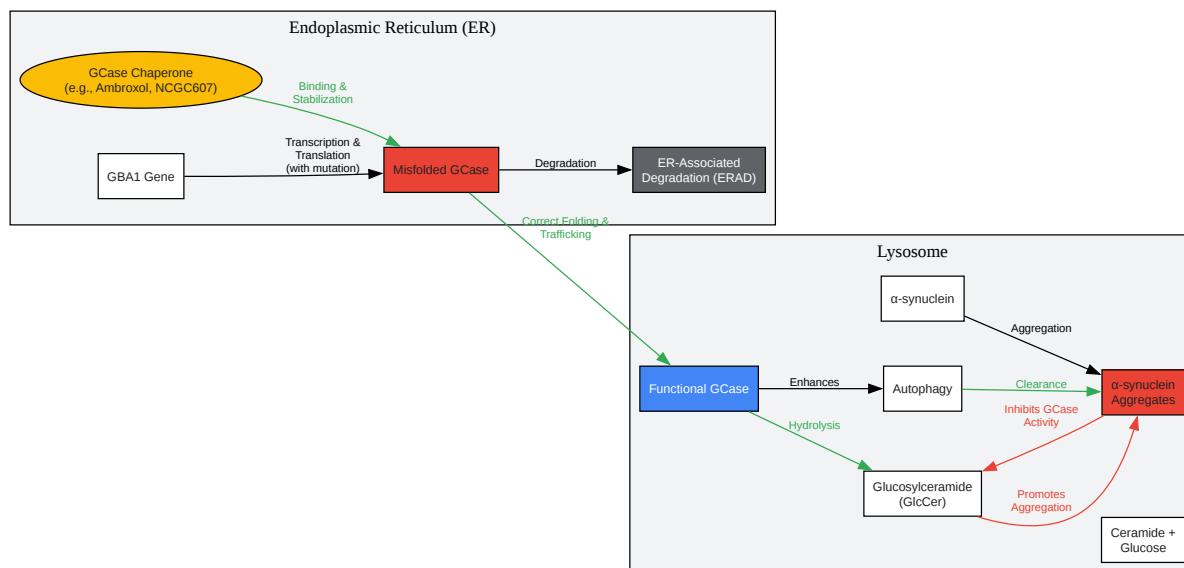 Endoplasmic Reticulum (ER)
GCase Chaperone
(e.g., Ambroxol, NCGC607)
Binding &
Stabilization
GBA1 Gene
Transcription &
Translation
(with mutation)
Misfolded GCase
Degradation
ER-Associated
Degradation (ERAD)
Correct Folding &
Trafficking
Lysosome
α-synuclein
Aggregation
Functional GCase
Enhances
Autophagy
Clearance
α-synuclein
Aggregates
Hydrolysis
Inhibits GCase
Activity
Glucosylceramide
(GlcCer)
Promotes
Aggregation
Ceramide +
Glucose